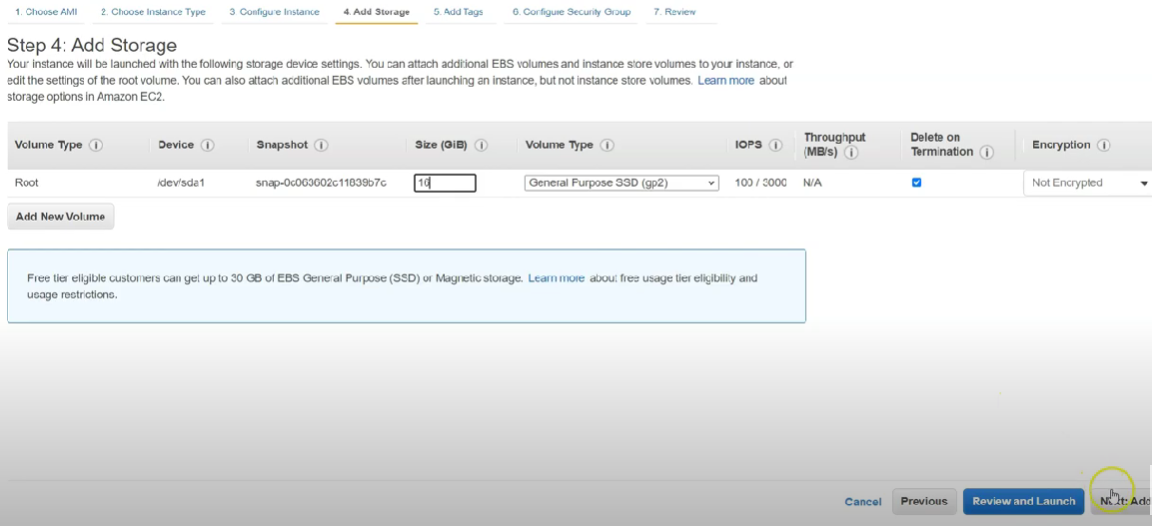 1. Choose AMI 2. Choose Instance Type 3. Configure Instance 4. Add Storage 5. Add Tags 6. Configure Security Group 7. Review
Step 4: Add Storage
Your instance will be launched with the following storage device settings. You can attach additional EBS volumes and instance store volumes to your instance, or
edit the settings of the root volume. You can also attach additional EBS volumes after launching an instance, but not instance store volumes. Learn more about
storage options in Amazon EC2.
Volume Type Device Snapshot Size (GiB) Volume Type IOPS Throughput (MB/s) Delete on Termination Encryption
Root /dev/sda1 10 General Purpose SSD (gp2) 100 / 3000 N/A Not Encrypted
Add New Volume
Free tier eligible customers can get up to 30 GB of EBS General Purpose (SSD) or Magnetic storage. Learn more about free usage tier eligibility and
usage restrictions.
Cancel Previous Review and Launch Next: Add